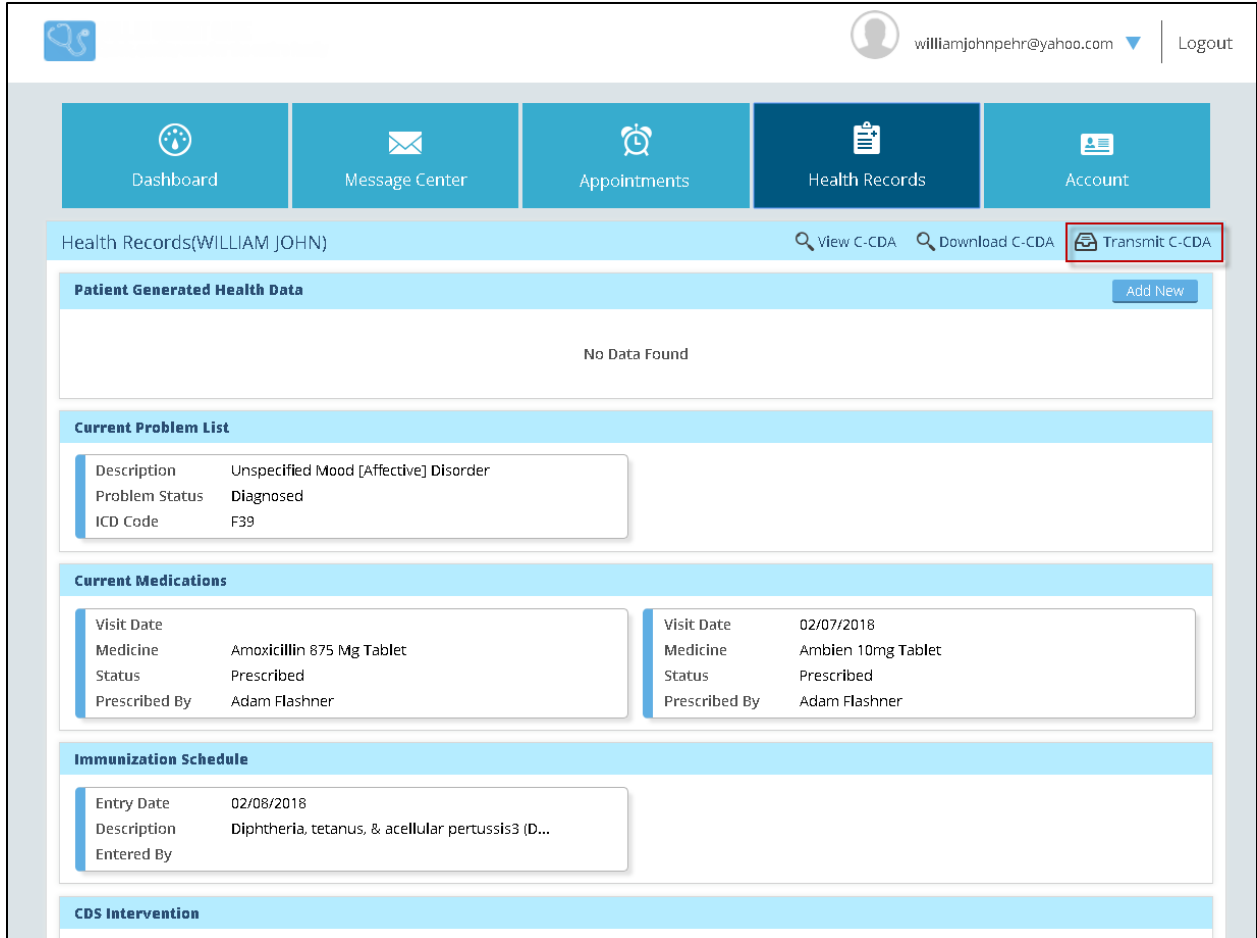 williamjohnpehr@yahoo.com Logout
Dashboard Message Center Appointments Health Records Account
Health Records(WILLIAM JOHN) View C-CDA Download C-CDA Transmit C-CDA
Patient Generated Health Data Add New
No Data Found
Current Problem List
Description Unspecified Mood [Affective] Disorder
Problem Status Diagnosed
ICD Code F39
Current Medications
Visit Date Visit Date 02/07/2018
Medicine Amoxicillin 875 Mg Tablet Medicine Ambien 10mg Tablet
Status Prescribed Status Prescribed
Prescribed By Adam Flashner Prescribed By Adam Flashner
Immunization Schedule
Entry Date 02/08/2018
Description Diphtheria, tetanus, & acellular pertussis3 (D...
Entered By
CDS Intervention